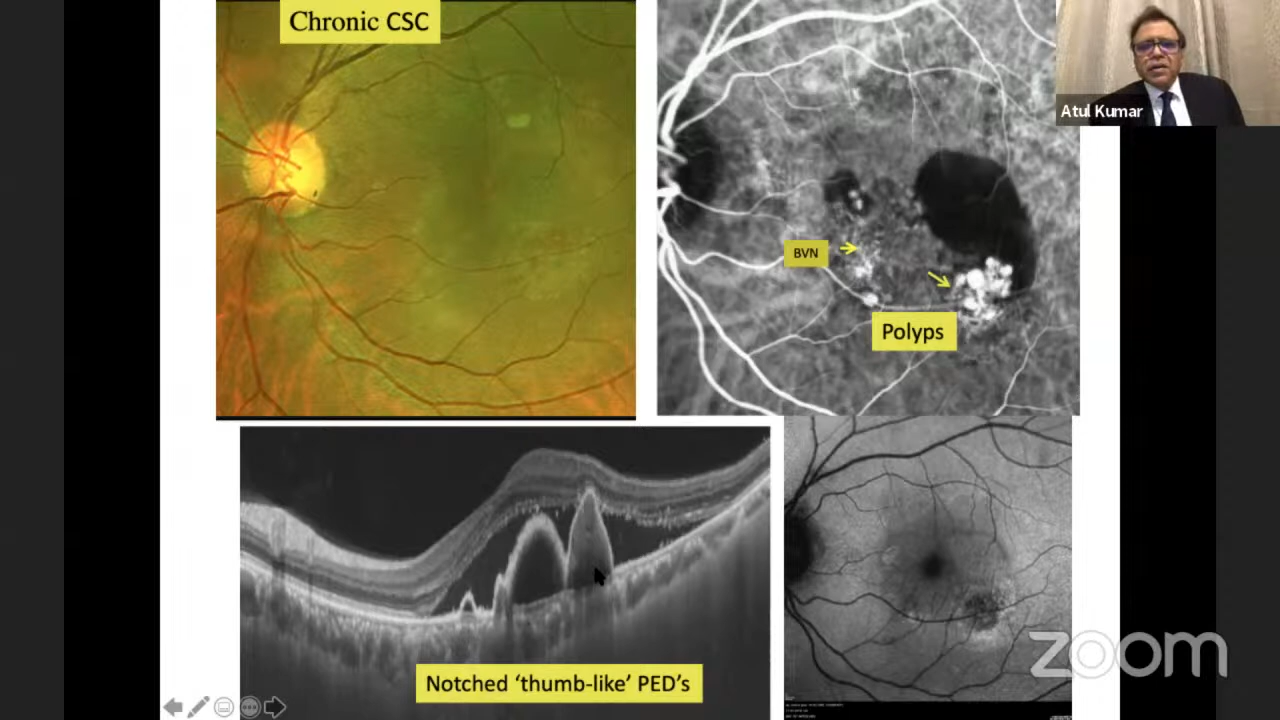 Chronic CSC
Atul Kumar
BVN
Polyps
Notched ‘thumb-like’ PED’s
zoom